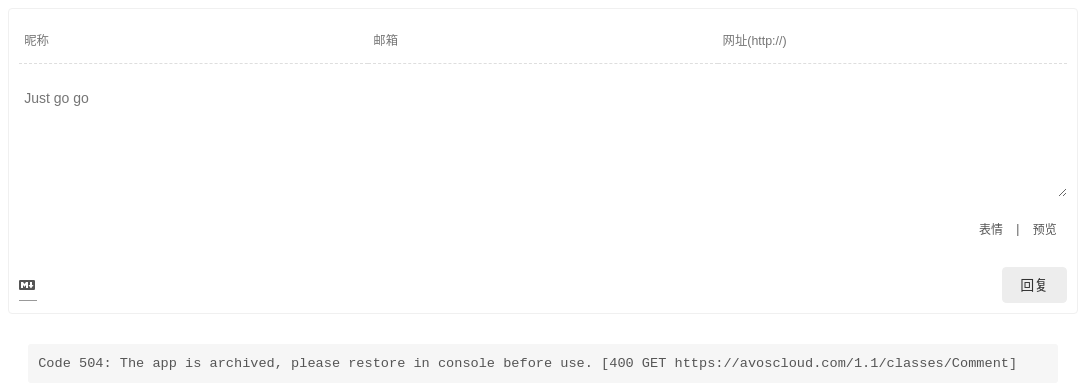 昵称 邮箱 网址(http://)
Just go go
表情 | 预览
M
回复
Code 504: The app is archived, please restore in console before use. [400 GET https://avoscloud.com/1.1/classes/Comment]